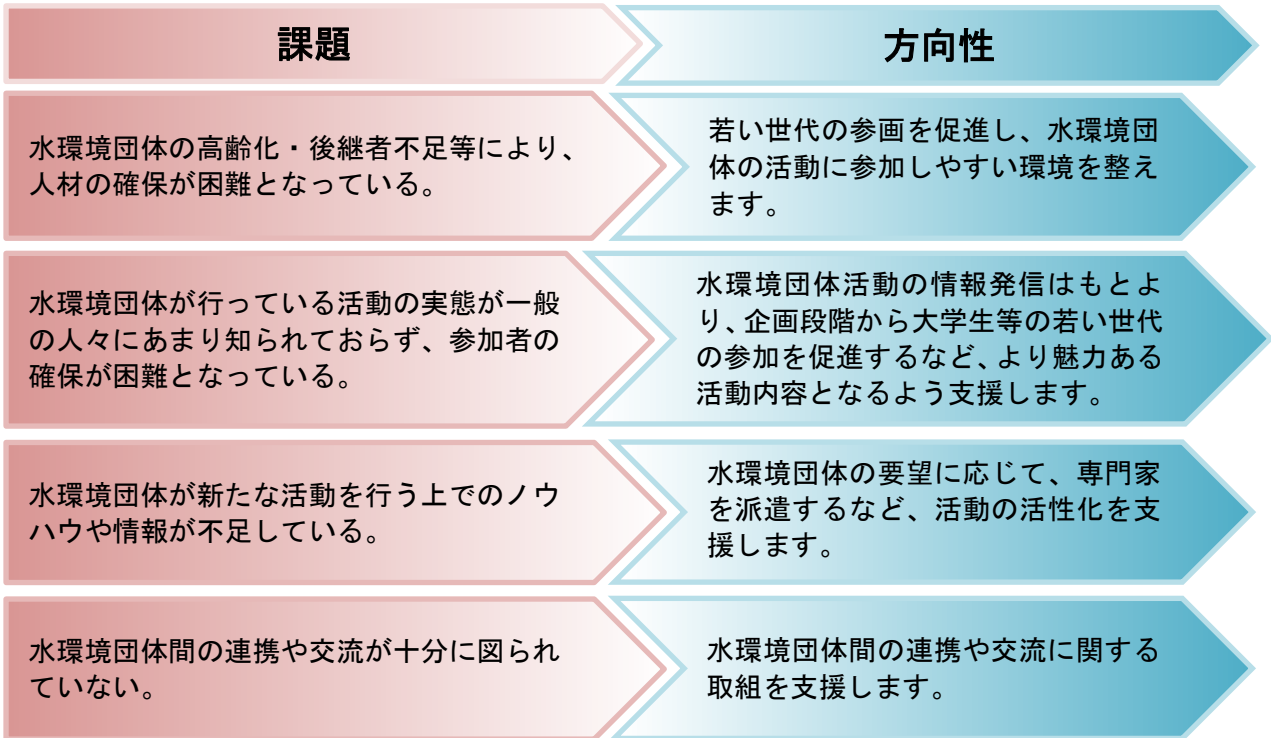 課題
方向性
水環境団体の高齢化・後継者不足等により、
人材の確保が困難となっている。
若い世代の参画を促進し、水環境団
体の活動に参加しやすい環境を整え
ます。
水環境団体が行っている活動の実態が一般
の人々にあまり知られておらず、参加者の
確保が困難となっている。
水環境団体活動の情報発信はもとよ
り、企画段階から大学生等の若い世代
の参加を促進するなど、より魅力ある
活動内容となるよう支援します。
水環境団体が新たな活動を行う上でのノウ
ハウや情報が不足している。
水環境団体の要望に応じて、専門家
を派遣するなど、活動の活性化を支
援します。
水環境団体間の連携や交流が十分に図られ
ていない。
水環境団体間の連携や交流に関する
取組を支援します。